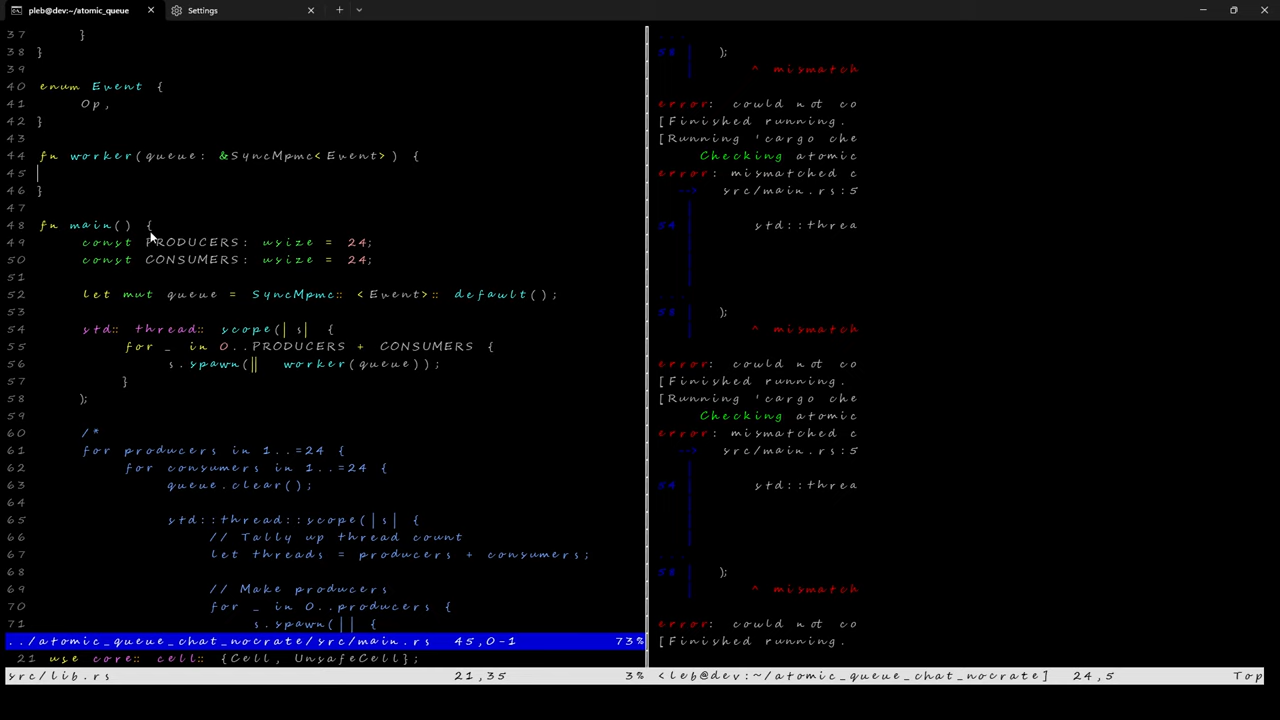 pleb@dev:~/atomic_queue
Settings
37 }
38 }
39
40 enum Event {
41 Op,
42 }
43
44 fn worker(queue: &SyncMpmc<Event>) {
45
46 }
47
48 fn main() {
49 const PRODUCERS: usize = 24;
50 const CONSUMERS: usize = 24;
51
52 let mut queue = SyncMpmc::<Event>::default();
53
54 std::thread::scope(|s| {
55 for _ in 0..PRODUCERS + CONSUMERS {
56 s.spawn(|| worker(queue));
57 }
58 );
59
60 /*
61 for producers in 1..=24 {
62 for consumers in 1..=24 {
63 queue.clear();
64
65 std::thread::scope(|s| {
66 // Tally up thread count
67 let threads = producers + consumers;
68
69 // Make producers
70 for _ in 0..producers {
71 s.spawn(|| {
../atomic_queue_chat_nocrate/src/main.rs 45,0-1 73%
21 use core::cell::{Cell, UnsafeCell};
src/lib.rs 21,35 3%
58 | );
| ^ mismatch
error: could not co
[Finished running.
[Running 'cargo che
Checking atomic
error: mismatched c
--> src/main.rs:5
|
54 | std::threa
|
|
|
...
58 | );
| ^ mismatch
error: could not co
[Finished running.
[Running 'cargo che
Checking atomic
error: mismatched c
--> src/main.rs:5
|
54 | std::threa
|
|
|
...
58 | );
| ^ mismatch
error: could not co
[Finished running.
<leb@dev:~/atomic_queue_chat_nocrate] 24,5 Top